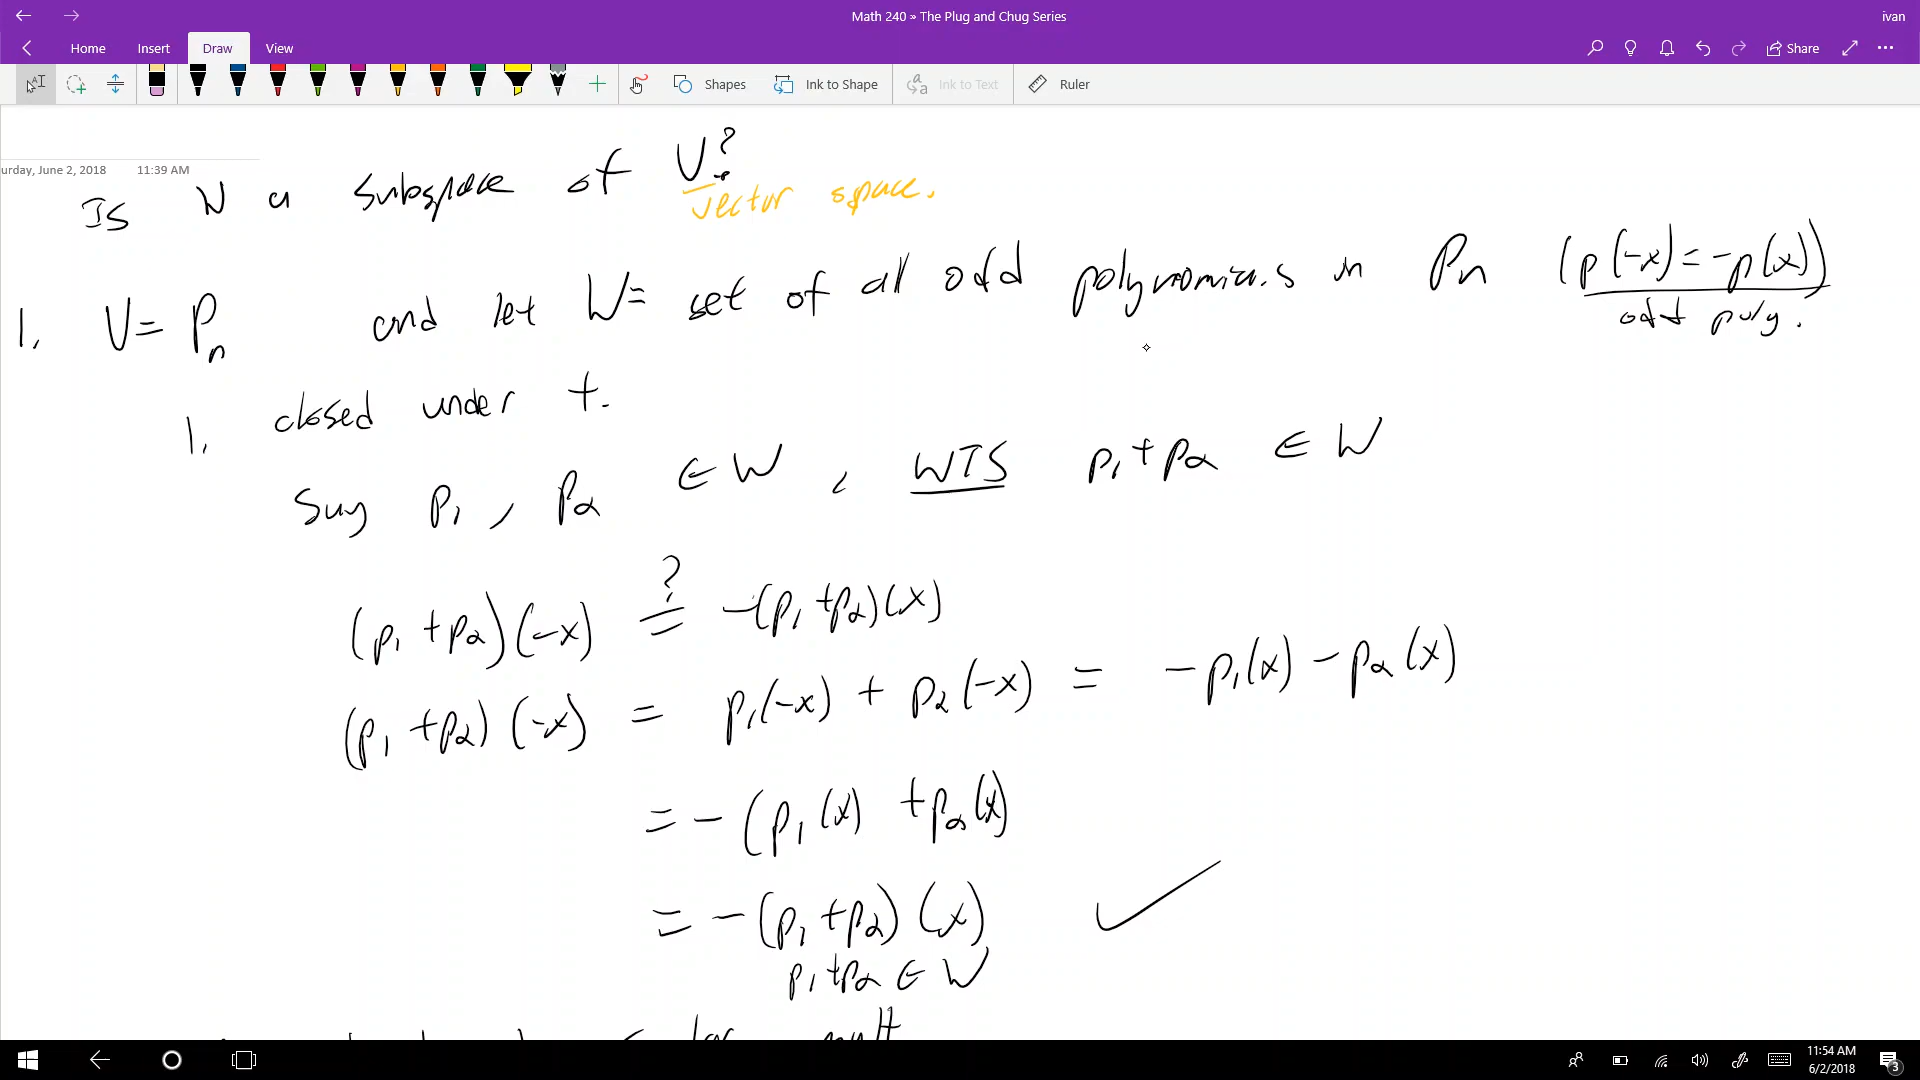 Math 240 » The Plug and Chug Series
ivan
Home Insert Draw View
Share
Shapes Ink to Shape Ink to Text Ruler
urday, June 2, 2018 11:39 AM
Is W a subspace of V?
vector space.
1. V = Pn and let W = set of all odd polynomials in Pn (p(-x) = -p(x))
odd poly.
1. closed under +.
Say p1, p2 ∈ W, WTS p1 + p2 ∈ W
(p1 + p2)(-x) ?= -(p1 + p2)(x)
(p1 + p2)(-x) = p1(-x) + p2(-x) = -p1(x) - p2(x)
= -(p1(x) + p2(x)
= -(p1 + p2)(x) ✓
p1 + p2 ∈ W
mult
11:54 AM
6/2/2018
3